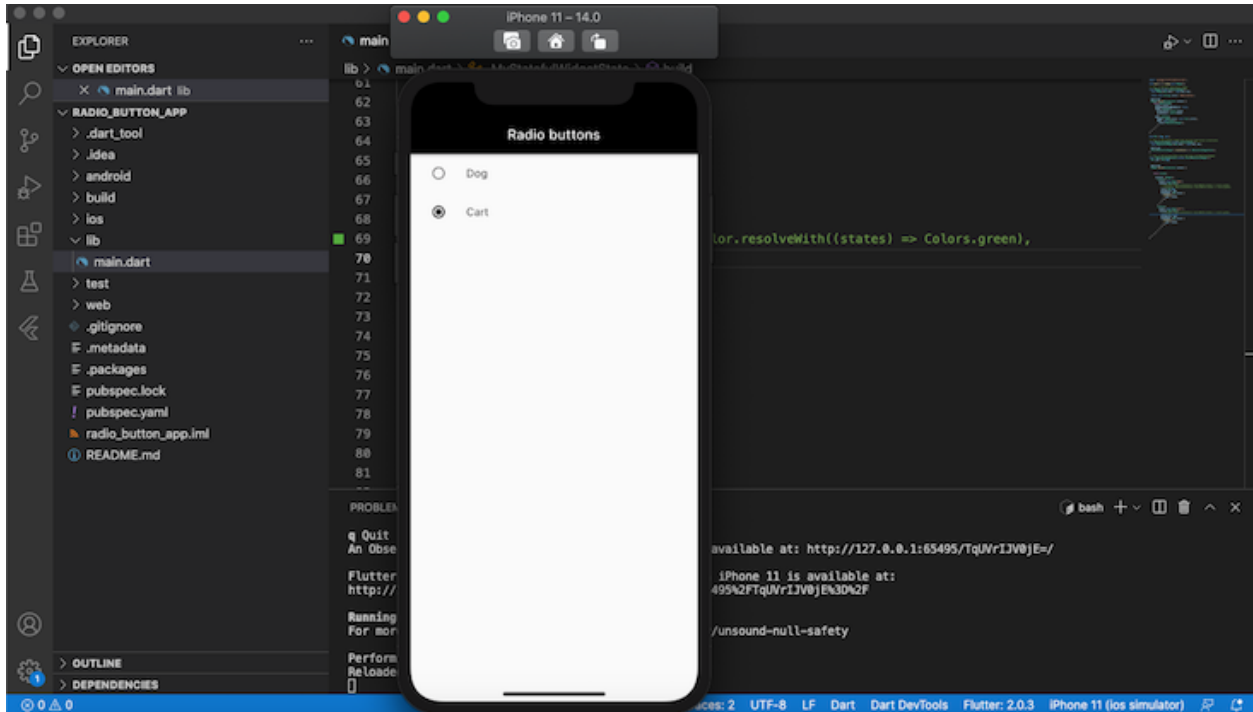 iPhone 11 – 14.0
EXPLORER
main
OPEN EDITORS
lib > main.dart > MyStatefulWidgetState > build
main.dart lib
RADIO_BUTTON_APP
.dart_tool
.idea
android
build
ios
lib
main.dart
test
web
.gitignore
.metadata
.packages
pubspec.lock
pubspec.yaml
radio_button_app.iml
README.md
OUTLINE
DEPENDENCIES
1
61
62
63
64
65
66
67
68
69
lor.resolveWith((states) => Colors.green),
70
71
72
73
74
75
76
77
78
79
80
81
Radio buttons
Dog
Cart
PROBLEM
bash
q Quit
An Obse
available at: http://127.0.0.1:65495/TqUVrIJV0jE=/
Flutter
iPhone 11 is available at:
http://
495%2FTqUVrIJV0jE%3D%2F
Running
For mor
/unsound-null-safety
Perform
Reloade
0 0
aces: 2 UTF-8 LF Dart Dart DevTools Flutter: 2.0.3 iPhone 11 (ios simulator)